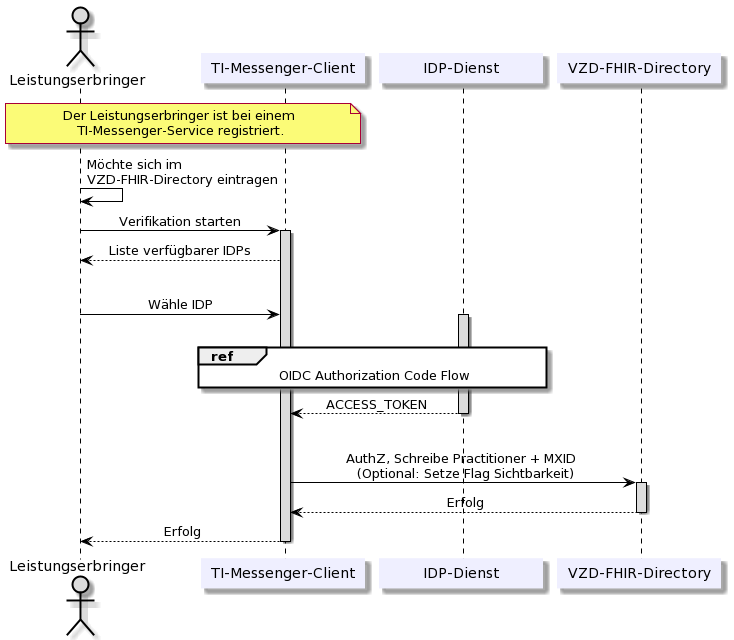 Leistungserbringer
TI-Messenger-Client
IDP-Dienst
VZD-FHIR-Directory
Der Leistungserbringer ist bei einem
TI-Messenger-Service registriert.
Möchte sich im
VZD-FHIR-Directory eintragen
Verifikation starten
Liste verfügbarer IDPs
Wähle IDP
ref
OIDC Authorization Code Flow
ACCESS_TOKEN
AuthZ, Schreibe Practitioner + MXID
(Optional: Setze Flag Sichtbarkeit)
Erfolg
Erfolg
Leistungserbringer
TI-Messenger-Client
IDP-Dienst
VZD-FHIR-Directory